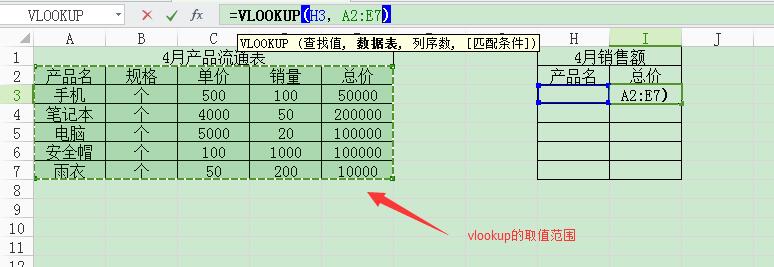 VLOOKUP =VLOOKUP(H3, A2:E7)
VLOOKUP (查找值, 数据表, 列序数, [匹配条件])
A B C D E H I J
1 4月产品流通表 4月销售额
2 产品名 规格 单价 销量 总价 产品名 总价
3 手机 个 500 100 50000 A2:E7)
4 笔记本 个 4000 50 200000
5 电脑 个 5000 20 100000
6 安全帽 个 100 1000 100000
7 雨衣 个 50 200 10000
8
9
10 vlookup的取值范围
11
12